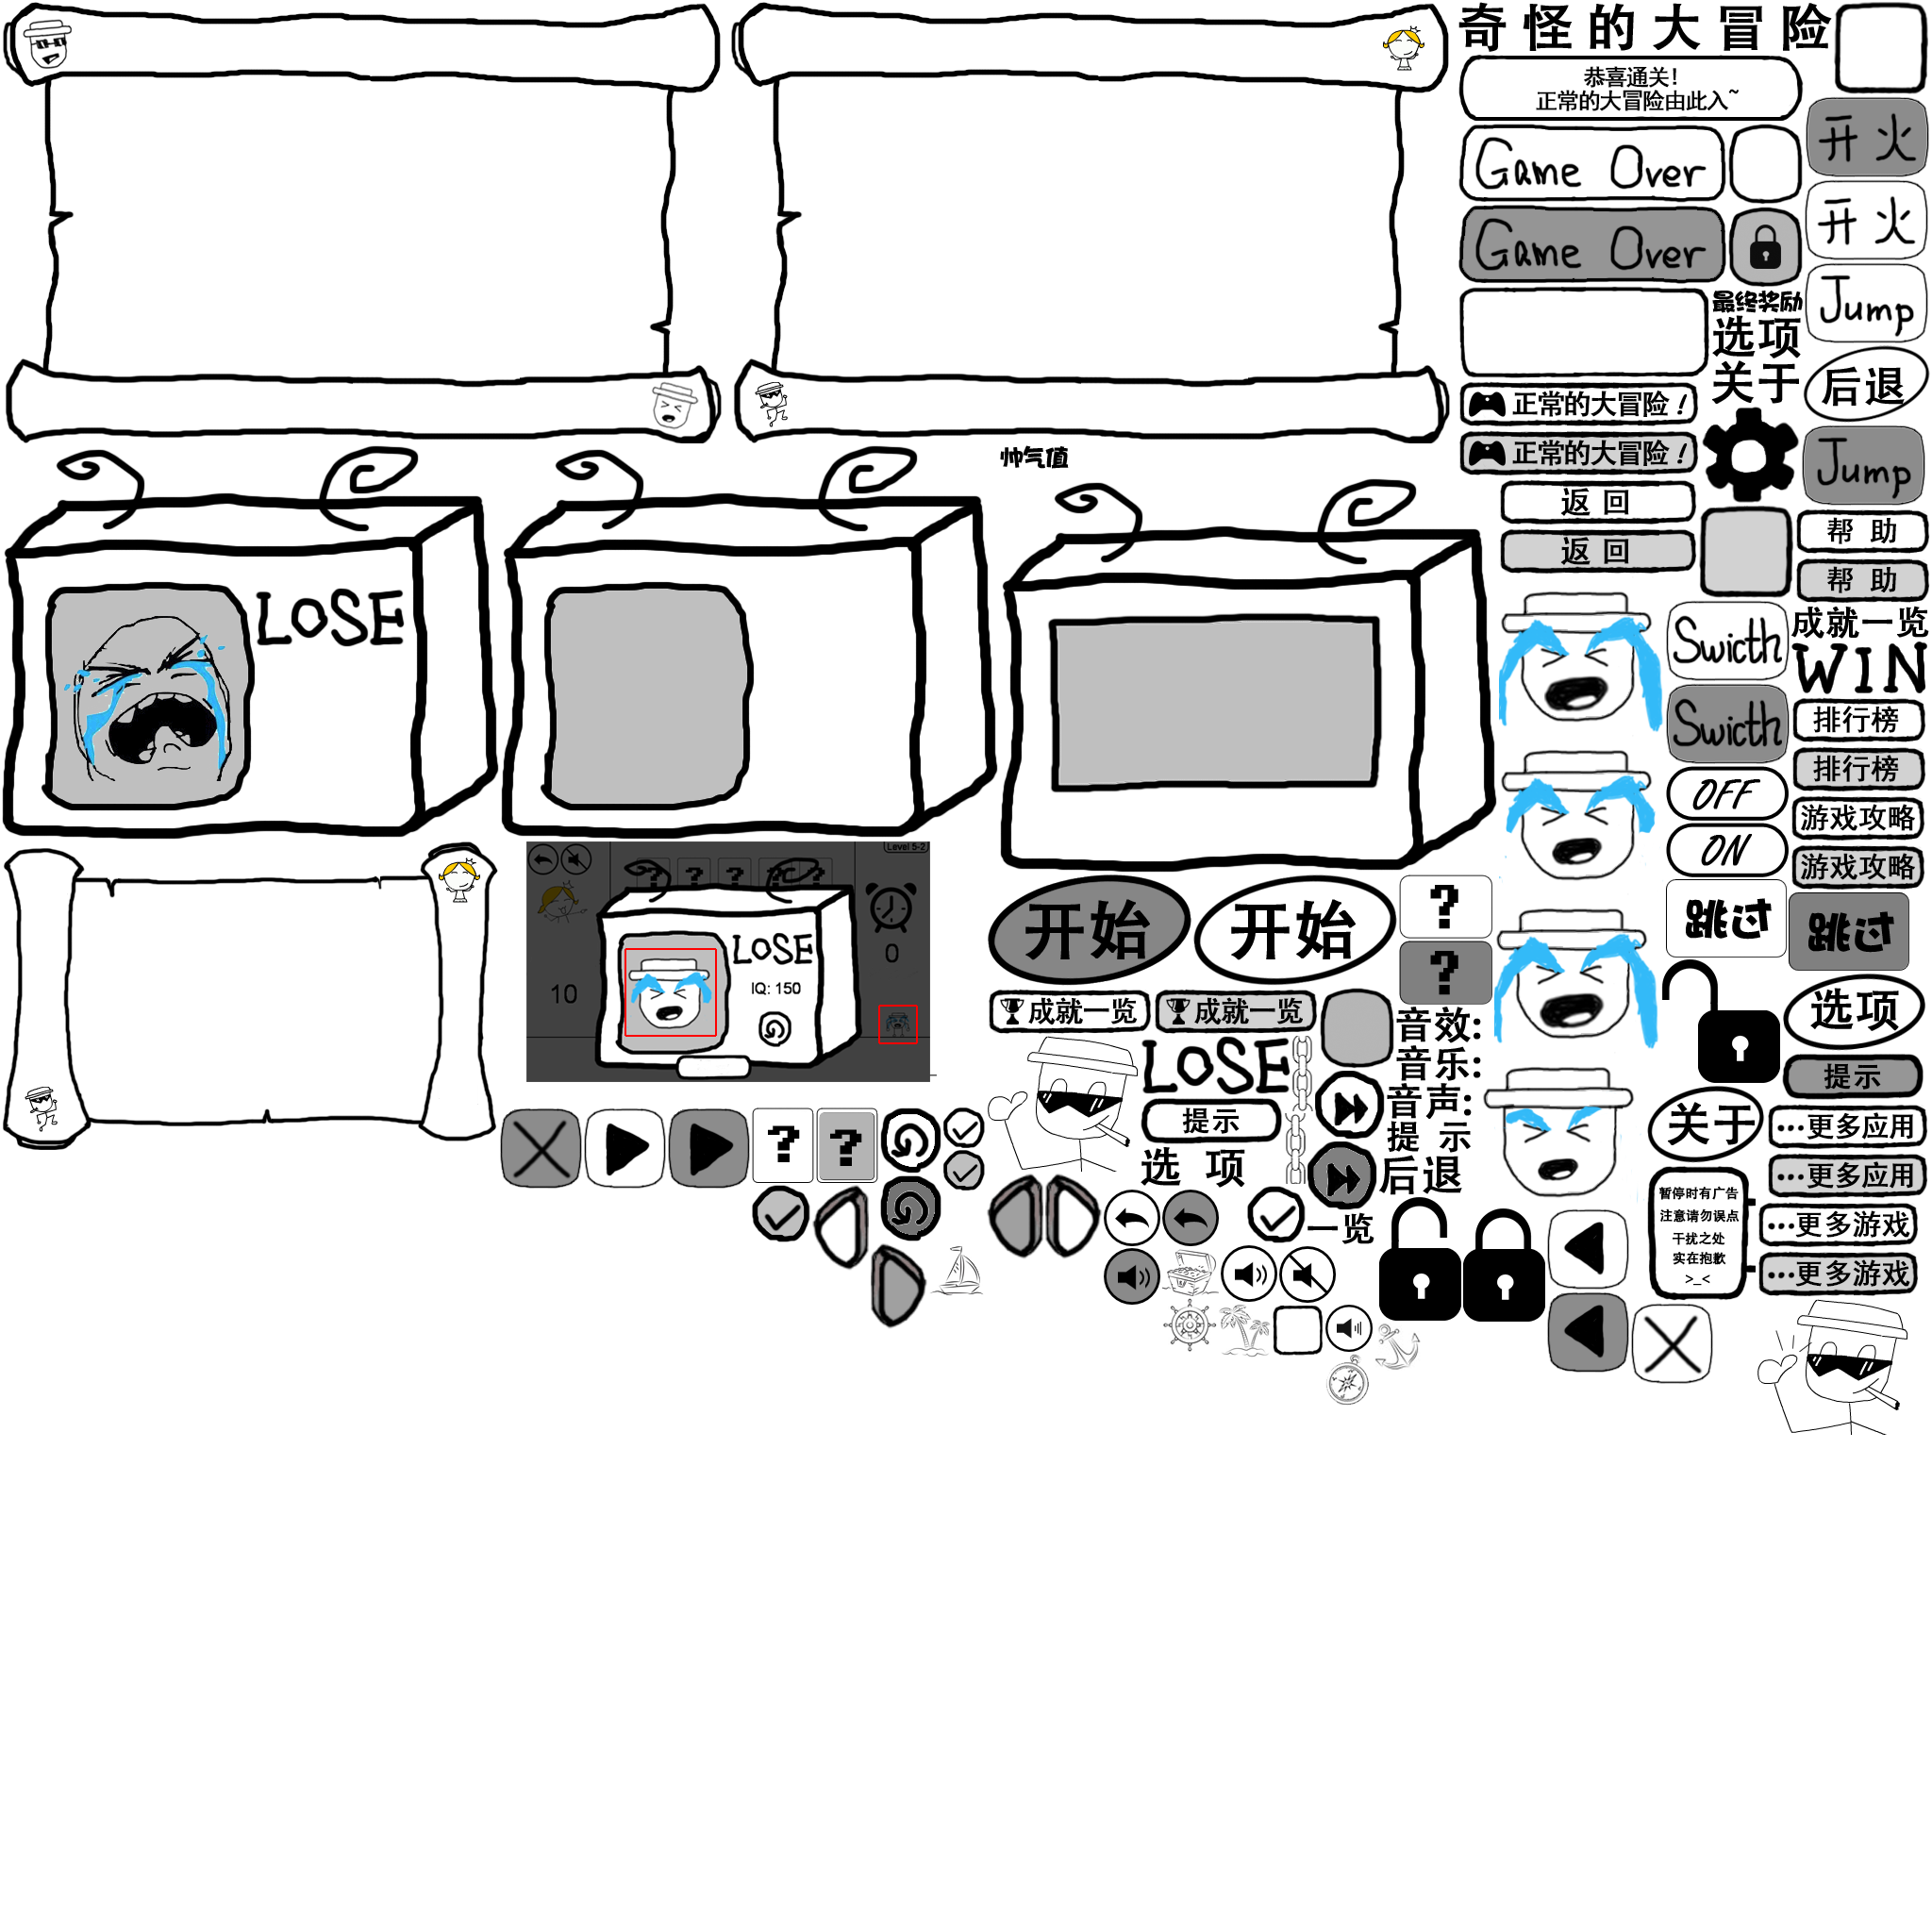 奇怪的大冒险
恭喜通关!
正常的大冒险由此入~
开火
Game Over
开火
Game Over
最终奖励
Jump
选项
关于
后退
正常的大冒险!
正常的大冒险!
帅气值
Jump
返 回
帮 助
返 回
帮 助
LOSE
成就一览
Swicth
WIN
Swicth
排行榜
排行榜
OFF
游戏攻略
ON
游戏攻略
Level 5-2
? ? ? ? ?
LOSE
IQ: 150
10
0
开始
开始
?
?
跳过
跳过
成就一览
成就一览
音效:
选项
LOSE
音乐:
提示
音声:
提示
提 示
关于
...更多应用
选 项
后退
...更多应用
?
?
一览
暂停时有广告
注意请勿误点
干扰之处
实在抱歉
>_<
...更多游戏
...更多游戏